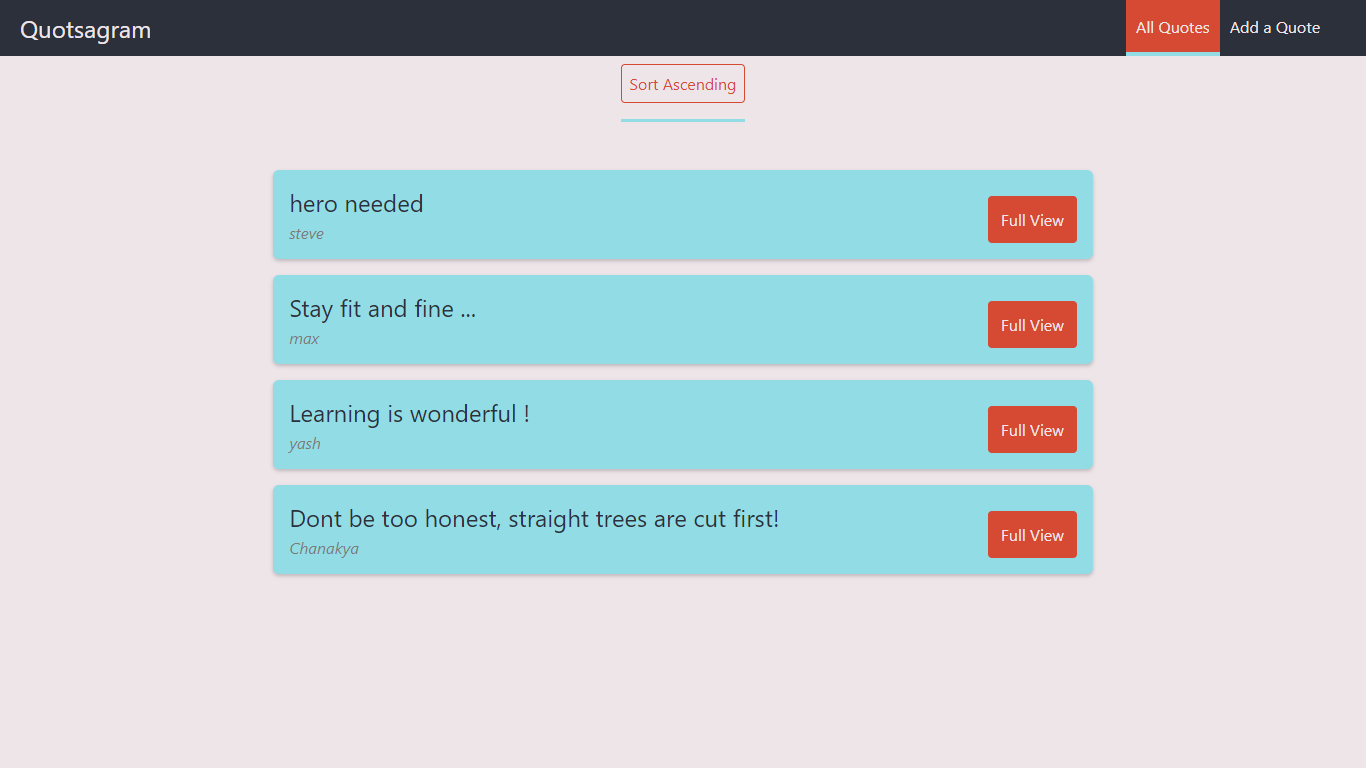 Quotsagram
All Quotes
Add a Quote
Sort Ascending
hero needed
steve
Full View
Stay fit and fine ...
max
Full View
Learning is wonderful !
yash
Full View
Dont be too honest, straight trees are cut first!
Chanakya
Full View